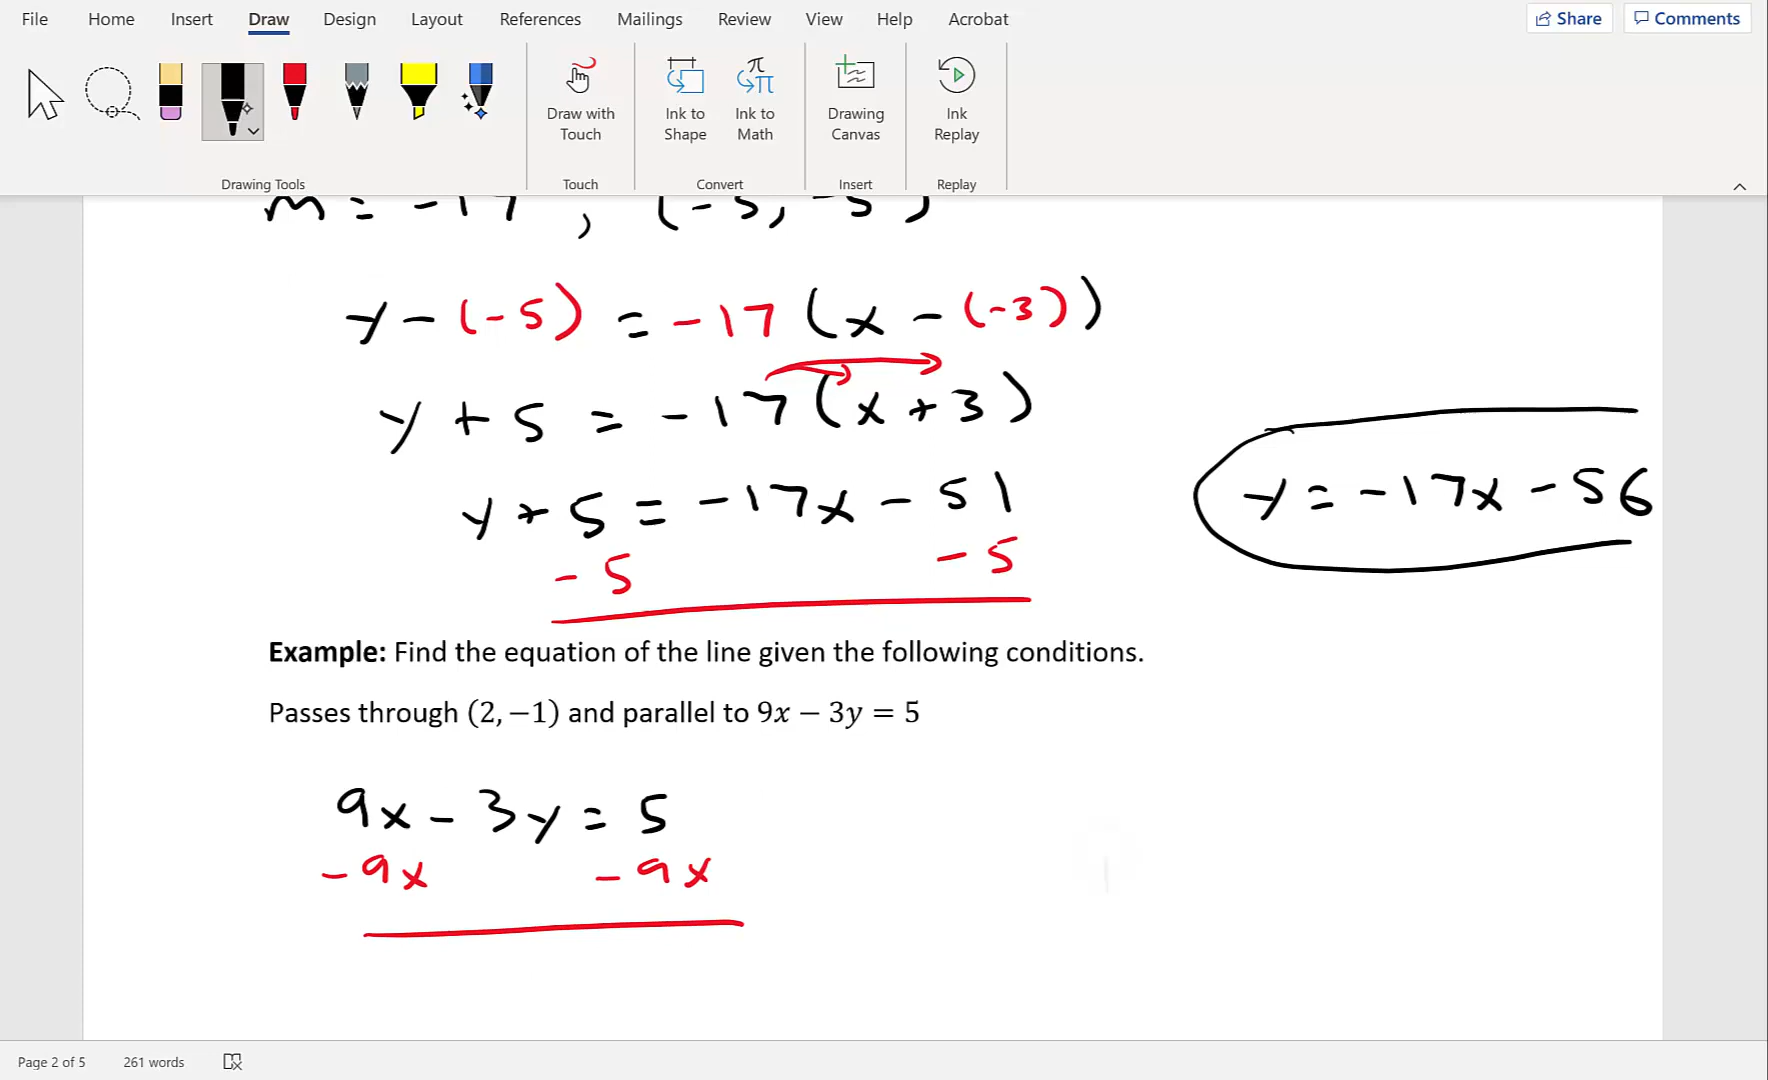 File Home Insert Draw Design Layout References Mailings Review View Help Acrobat Share Comments
Draw with Touch
Ink to Shape
Ink to Math
Drawing Canvas
Ink Replay
Drawing Tools Touch Convert Insert Replay
m = -17 , (-5, -5)
y - (-5) = -17 (x - (-3))
y + 5 = -17 (x + 3)
y + 5 = -17x - 51
- 5 - 5
y = -17x - 56
Example: Find the equation of the line given the following conditions.
Passes through (2, −1) and parallel to 9x − 3y = 5
9x - 3y = 5
-9x -9x
Page 2 of 5 261 words